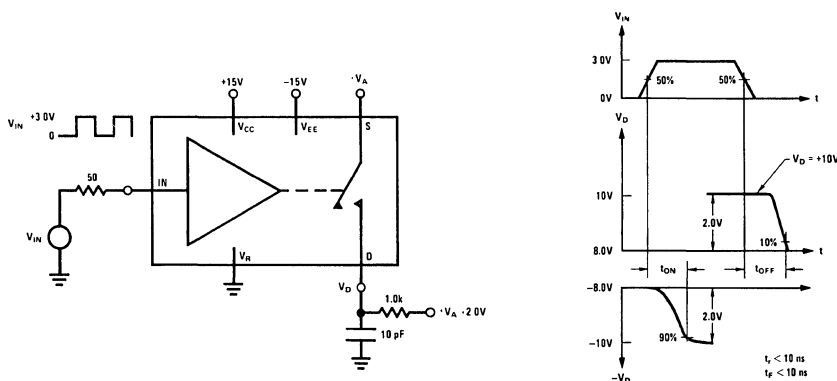 +15V
-15V
·VA
VCC
VEE
S
VIN
+3.0V
0
50
IN
VIN
VR
D
VD
1.0k
·VA ·2 0V
10 pF
VIN
3 0V
50%
50%
0V
t
VD
VD = +10V
10V
2.0V
10%
8.0V
t
tON
tOFF
-8.0V
2.0V
-10V
90%
-VD
tr < 10 ns
tF < 10 ns